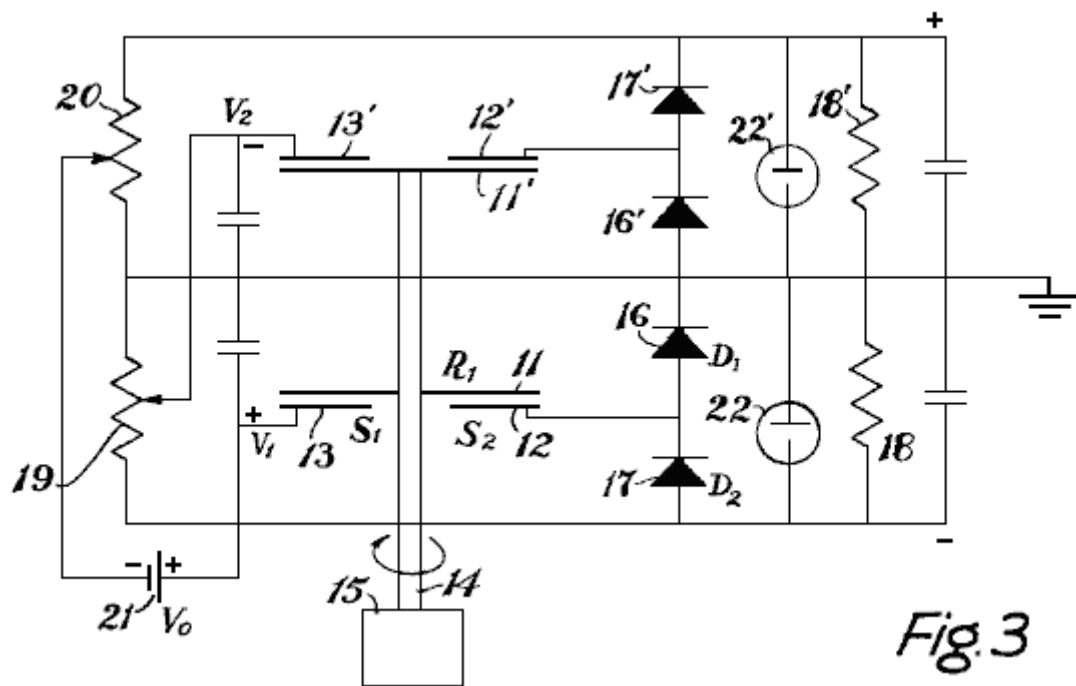 +
20
17'
V₂
-
13'
12'
11'
22'
18'
16'
16
D₁
R₁
11
+
V₁
13
S₁
S₂
12
22
18
19
17
D₂
-
- +
21
V₀
15
14
Fig. 3